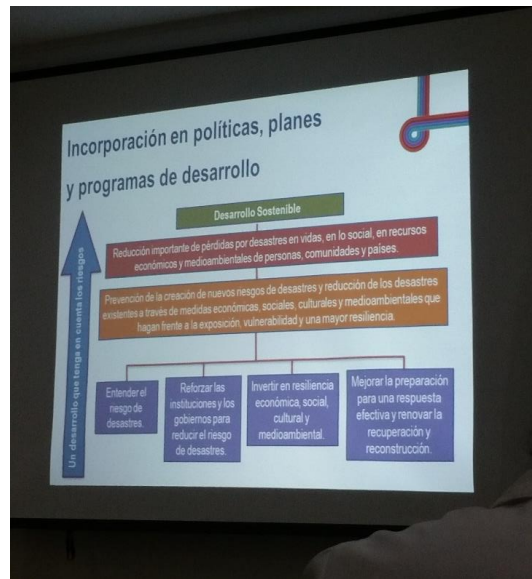 Incorporación en políticas, planes
y programas de desarrollo
Un desarrollo que tenga en cuenta los riesgos
Desarrollo Sostenible
Reducción importante de pérdidas por desastres en vidas, en lo social, en recursos
económicos y medioambientales de personas, comunidades y países.
Prevención de la creación de nuevos riesgos de desastres y reducción de los desastres
existentes a través de medidas económicas, sociales, culturales y medioambientales que
hagan frente a la exposición, vulnerabilidad y una mayor resiliencia.
Entender el
riesgo de
desastres.
Reforzar las
instituciones y los
gobiernos para
reducir el riesgo
de desastres.
Invertir en resiliencia
económica, social,
cultural y
medioambiental.
Mejorar la preparación
para una respuesta
efectiva y renovar la
recuperación y
reconstrucción.